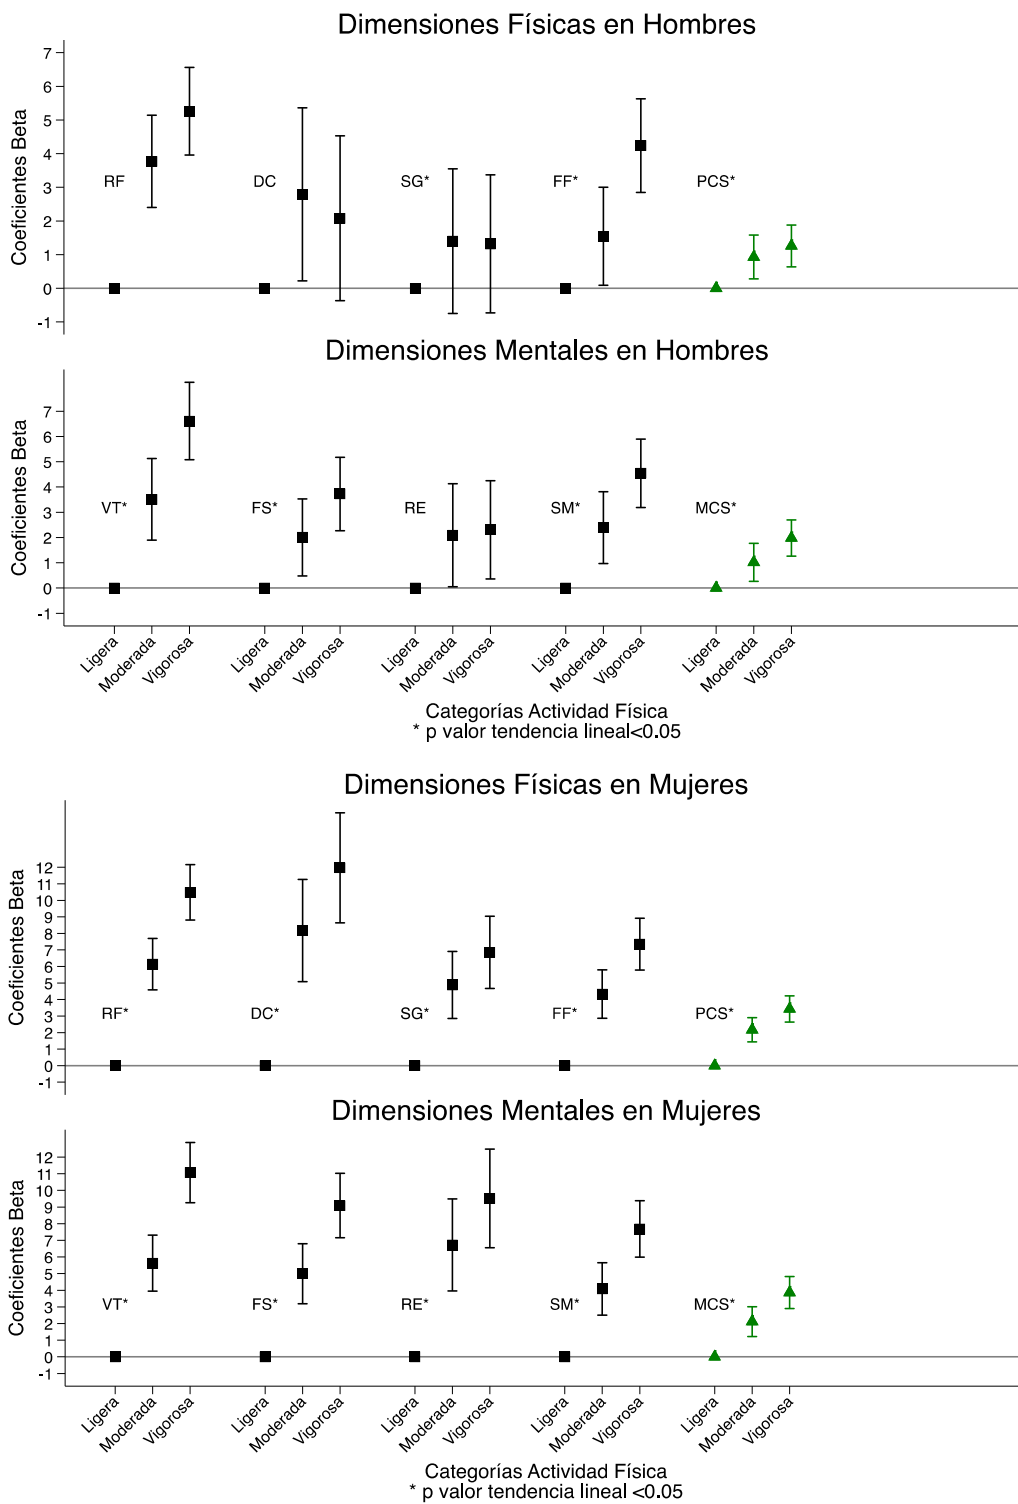 Dimensiones Físicas en Hombres
Coeficientes Beta
7
6
5
4
3
2
1
0
-1
RF DC SG* FF* PCS*
Dimensiones Mentales en Hombres
Coeficientes Beta
7
6
5
4
3
2
1
0
-1
VT* FS* RE SM* MCS*
Ligera Moderada Vigorosa Ligera Moderada Vigorosa Ligera Moderada Vigorosa Ligera Moderada Vigorosa Ligera Moderada Vigorosa
Categorías Actividad Física
* p valor tendencia lineal<0.05
Dimensiones Físicas en Mujeres
Coeficientes Beta
12
11
10
9
8
7
6
5
4
3
2
1
0
-1
RF* DC* SG* FF* PCS*
Dimensiones Mentales en Mujeres
Coeficientes Beta
12
11
10
9
8
7
6
5
4
3
2
1
0
-1
VT* FS* RE* SM* MCS*
Ligera Moderada Vigorosa Ligera Moderada Vigorosa Ligera Moderada Vigorosa Ligera Moderada Vigorosa Ligera Moderada Vigorosa
Categorías Actividad Física
* p valor tendencia lineal <0.05